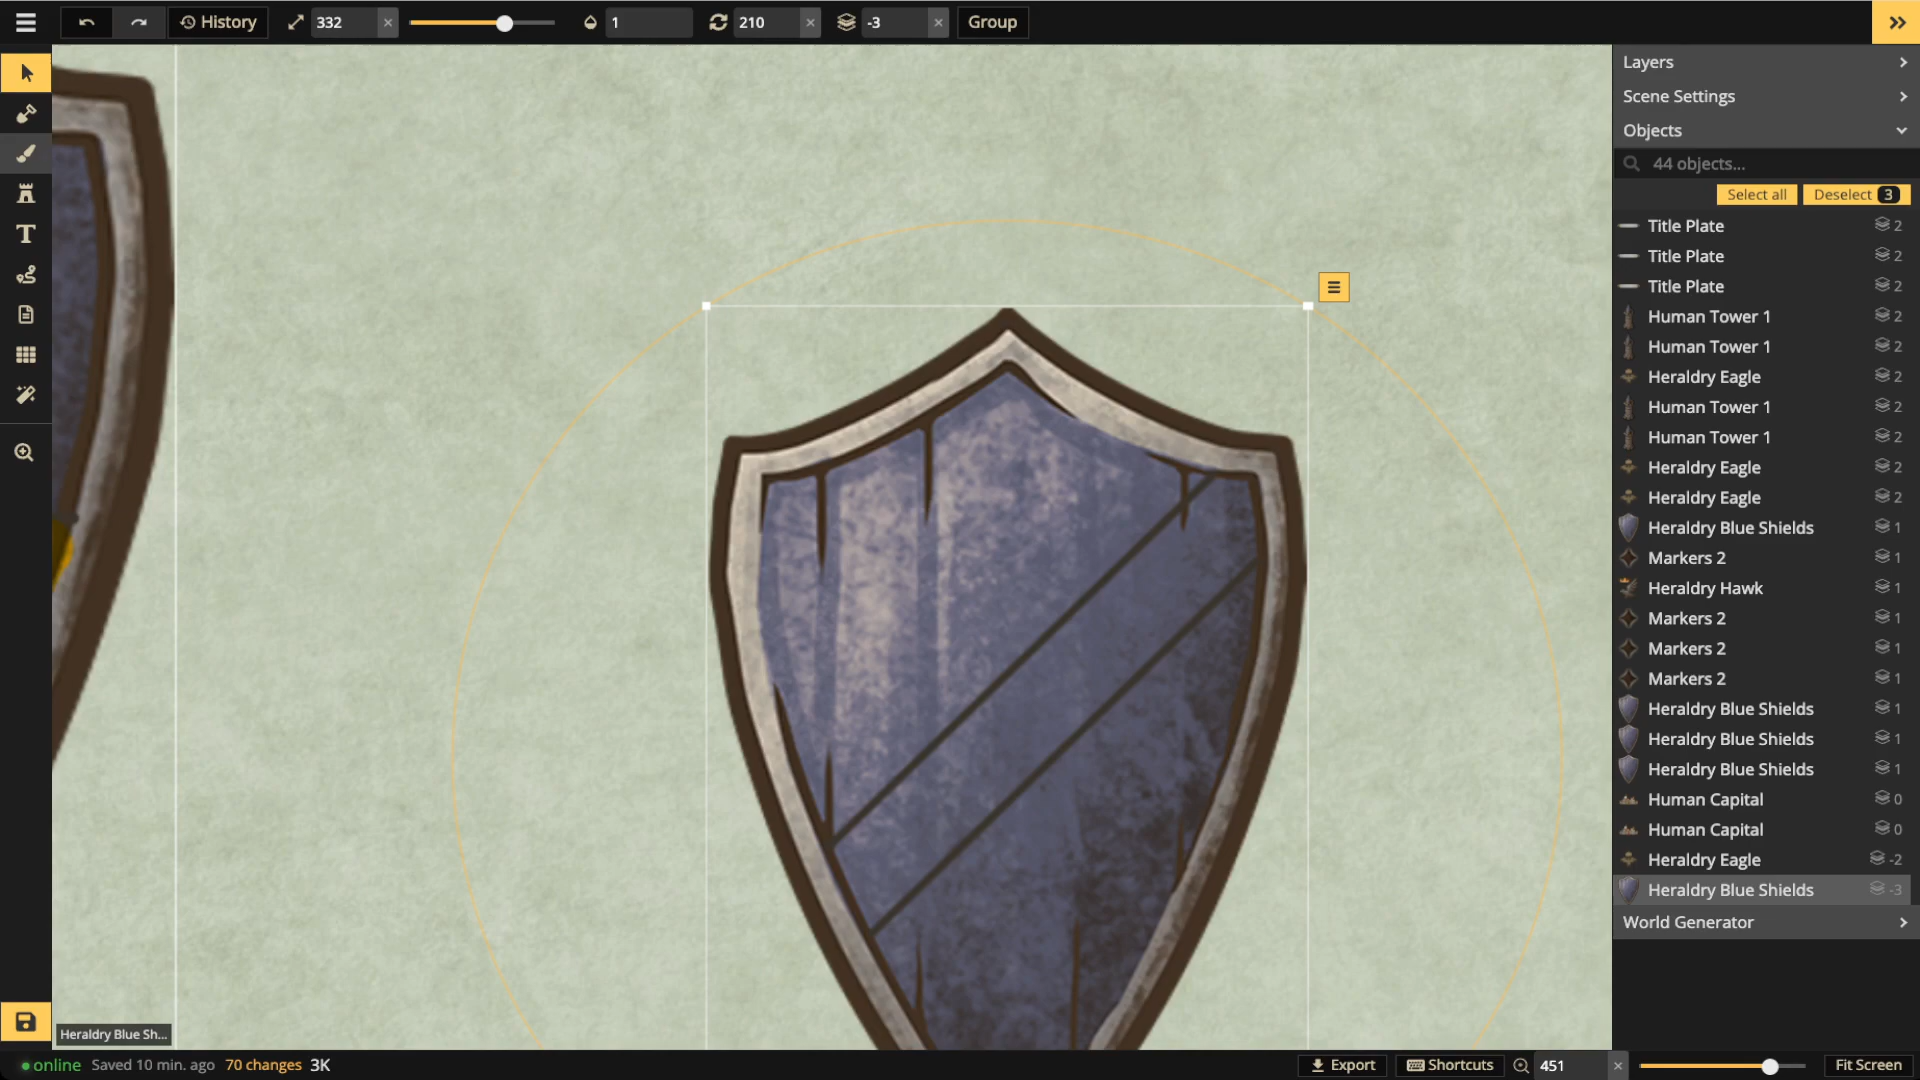 History 332 × 1 210 × -3 × Group
Layers
Scene Settings
Objects
44 objects...
Select all Deselect 3
Title Plate 2
Title Plate 2
Title Plate 2
Human Tower 1 2
Human Tower 1 2
Heraldry Eagle 2
Human Tower 1 2
Human Tower 1 2
Heraldry Eagle 2
Heraldry Eagle 2
Heraldry Blue Shields 1
Markers 2 1
Heraldry Hawk 1
Markers 2 1
Markers 2 1
Markers 2 1
Heraldry Blue Shields 1
Heraldry Blue Shields 1
Heraldry Blue Shields 1
Human Capital 0
Human Capital 0
Heraldry Eagle -2
Heraldry Blue Shields -3
World Generator
Heraldry Blue Sh...
online Saved 10 min. ago 70 changes 3K Export Shortcuts 451 × Fit Screen